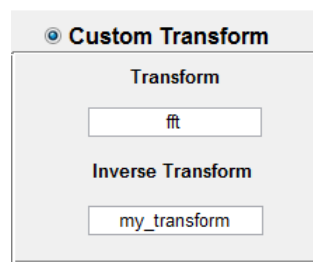 Custom Transform
Transform
fft
Inverse Transform
my_transform